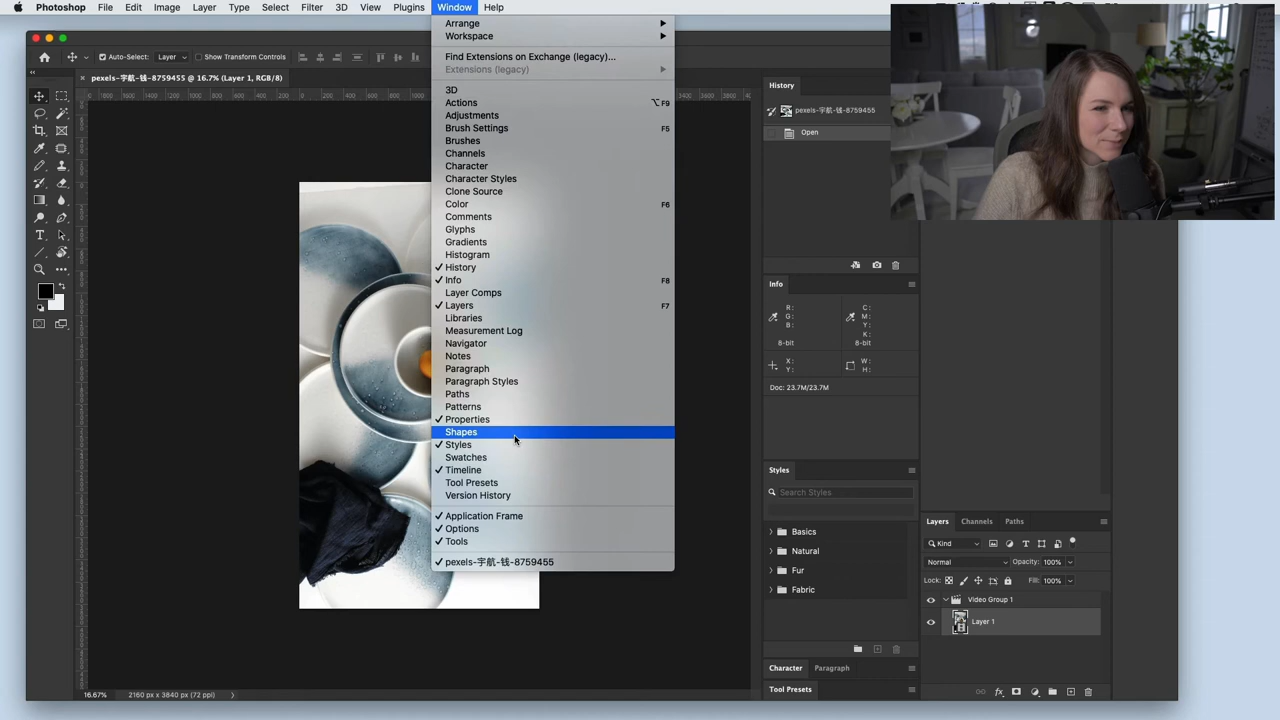 Photoshop File Edit Image Layer Type Select Filter 3D View Plugins Window Help
Auto-Select: Layer Show Transform Controls
pexels-宇航-钱-8759455 @ 16.7% (Layer 1, RGB/8)
Arrange
Workspace
Find Extensions on Exchange (legacy)...
Extensions (legacy)
3D
Actions ⌥F9
Adjustments
Brush Settings F5
Brushes
Channels
Character
Character Styles
Clone Source
Color F6
Comments
Glyphs
Gradients
Histogram
History
Info F8
Layer Comps
Layers F7
Libraries
Measurement Log
Navigator
Notes
Paragraph
Paragraph Styles
Paths
Patterns
Properties
Shapes
Styles
Swatches
Timeline
Tool Presets
Version History
Application Frame
Options
Tools
pexels-宇航-钱-8759455
16.67% 2160 px x 3840 px (72 ppi)
History
pexels-宇航-钱-8759455
Open
Info
R: C:
G: M:
B: Y:
K:
8-bit 8-bit
X: W:
Y: H:
Doc: 23.7M/23.7M
Styles
Search Styles
Basics
Natural
Fur
Fabric
Character Paragraph
Tool Presets
Layers Channels Paths
Kind
Normal Opacity: 100%
Lock: Fill: 100%
Video Group 1
Layer 1